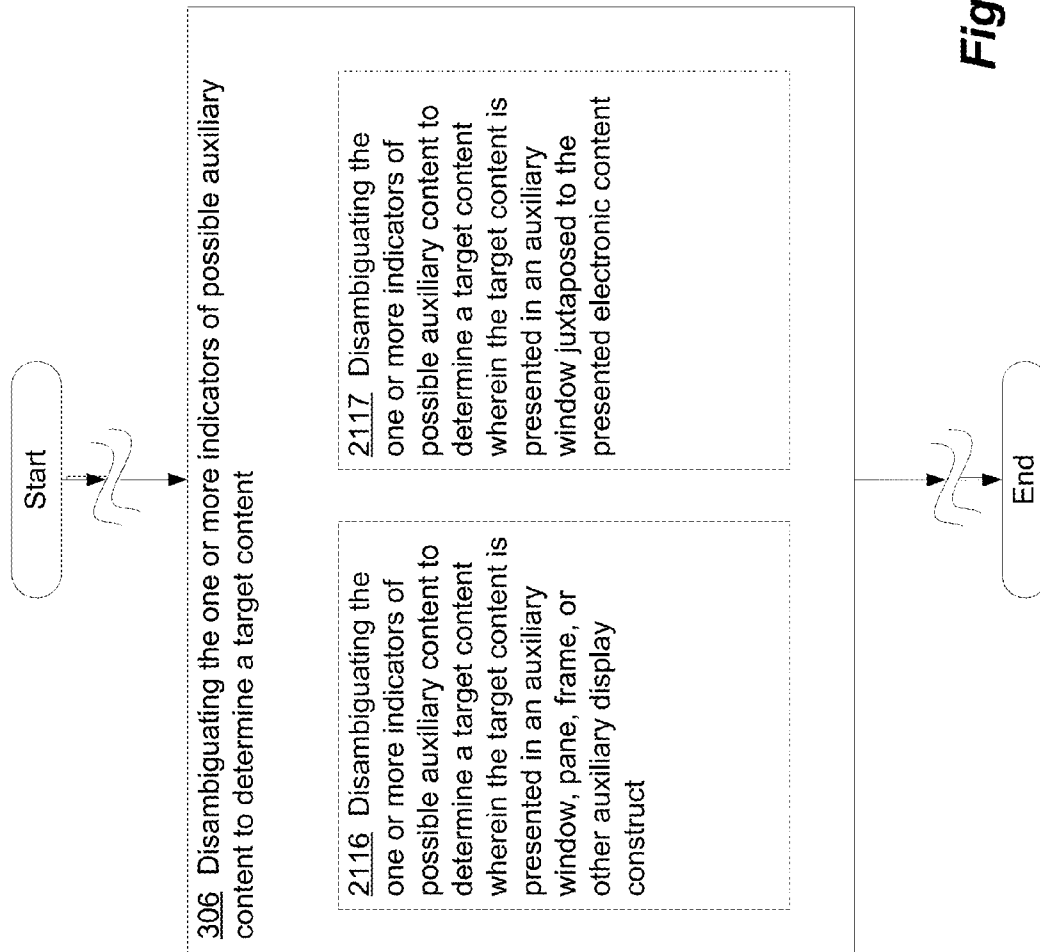 Start
306 Disambiguating the one or more indicators of possible auxiliary
content to determine a target content
2116 Disambiguating the
one or more indicators of
possible auxiliary content to
determine a target content
wherein the target content is
presented in an auxiliary
window, pane, frame, or
other auxiliary display
construct
2117 Disambiguating the
one or more indicators of
possible auxiliary content to
determine a target content
wherein the target content is
presented in an auxiliary
window juxtaposed to the
presented electronic content
End
Fig